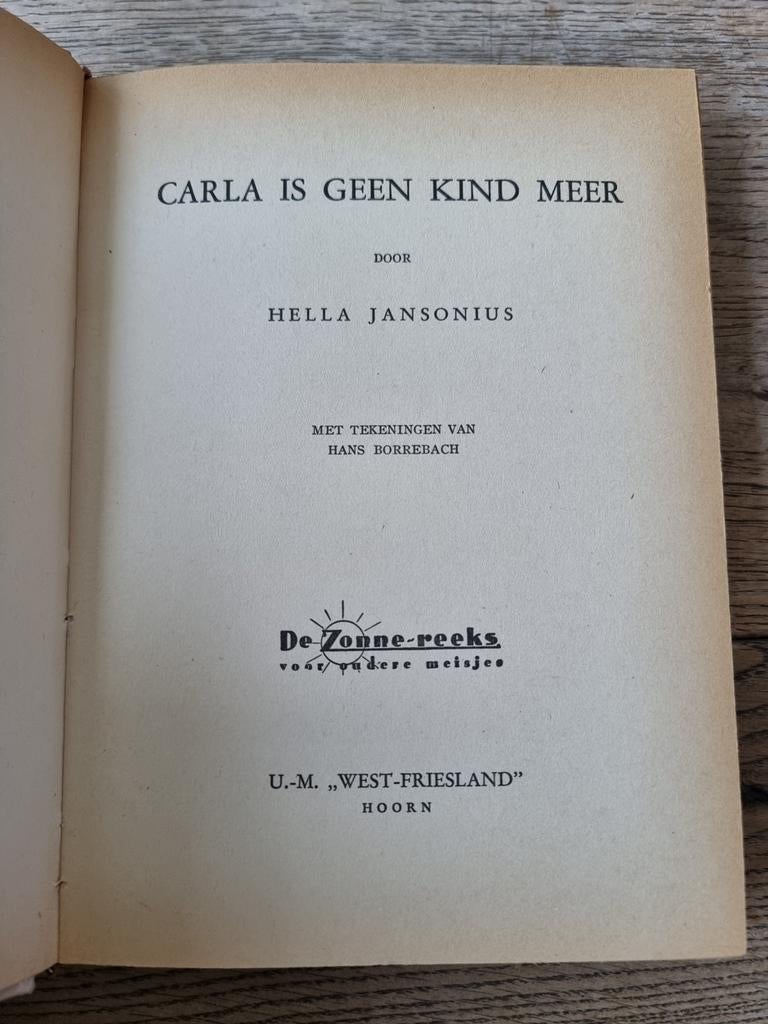 CARLA IS GEEN KIND MEER
DOOR
HELLA JANSONIUS
MET TEKENINGEN VAN
HANS BORREBACH
De Zonne-reeks
voor oudere meisjes
U.-M. „WEST-FRIESLAND”
HOORN